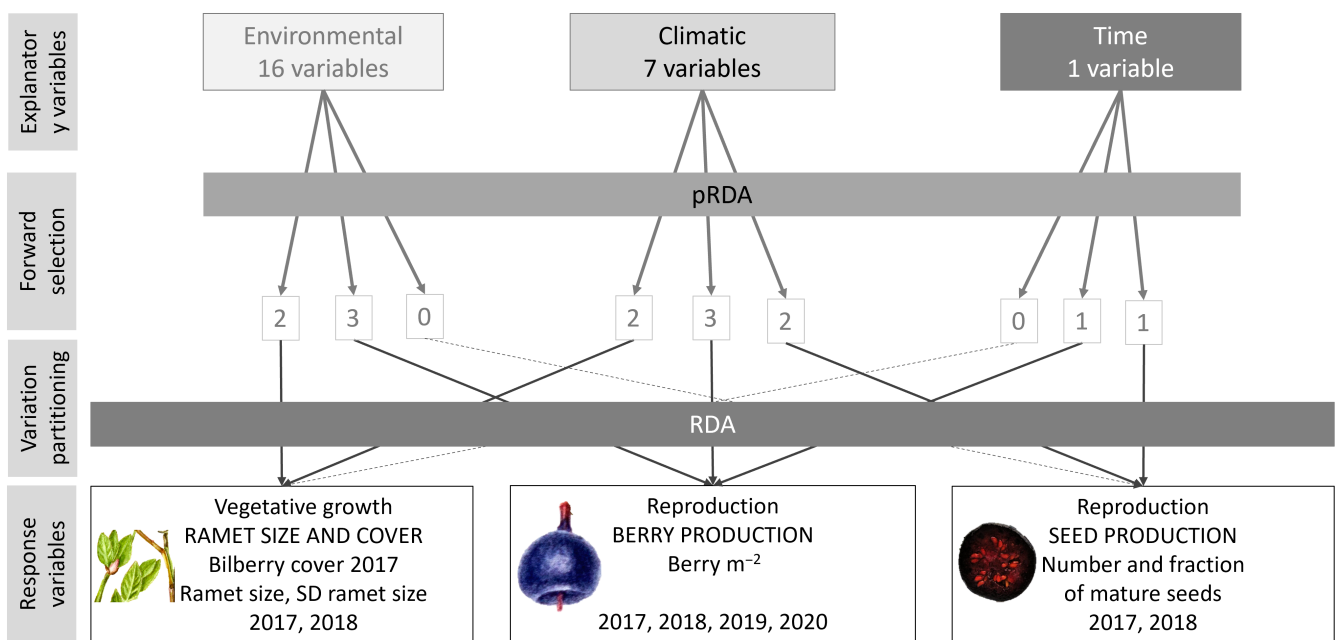 Explanator
y variables
Environmental
16 variables
Climatic
7 variables
Time
1 variable
Forward
selection
pRDA
2
3
0
2
3
2
0
1
1
Variation
partitioning
RDA
Response
variables
Vegetative growth
RAMET SIZE AND COVER
Bilberry cover 2017
Ramet size, SD ramet size
2017, 2018
Reproduction
BERRY PRODUCTION
Berry m⁻²
2017, 2018, 2019, 2020
Reproduction
SEED PRODUCTION
Number and fraction
of mature seeds
2017, 2018